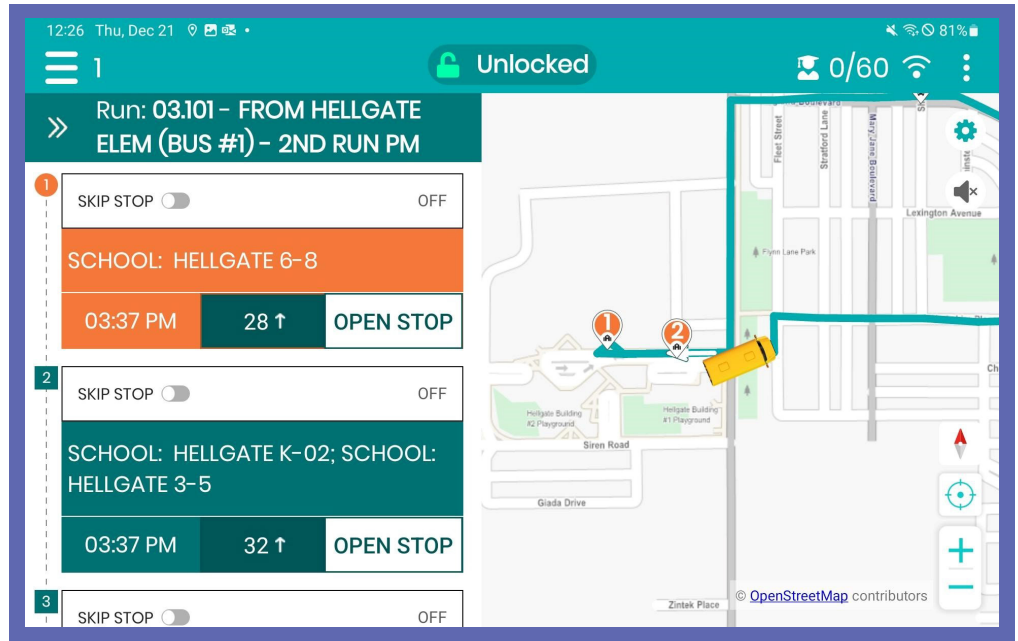 12:26 Thu, Dec 21
81%
1
Unlocked
0/60
Run: 03.101 - FROM HELLGATE
ELEM (BUS #1) - 2ND RUN PM
1
SKIP STOP
OFF
SCHOOL: HELLGATE 6-8
03:37 PM
28↑
OPEN STOP
2
SKIP STOP
OFF
SCHOOL: HELLGATE K-02; SCHOOL:
HELLGATE 3-5
03:37 PM
32↑
OPEN STOP
3
SKIP STOP
OFF
Boulevard
Fleet Street
Stratford Lane
Mary Jane Boulevard
Lexington Avenue
Flynn Lane Park
1
2
Hellgate Building
#2 Playground
Hellgate Building
#1 Playground
Siren Road
Giada Drive
Zintek Place
© OpenStreetMap contributors